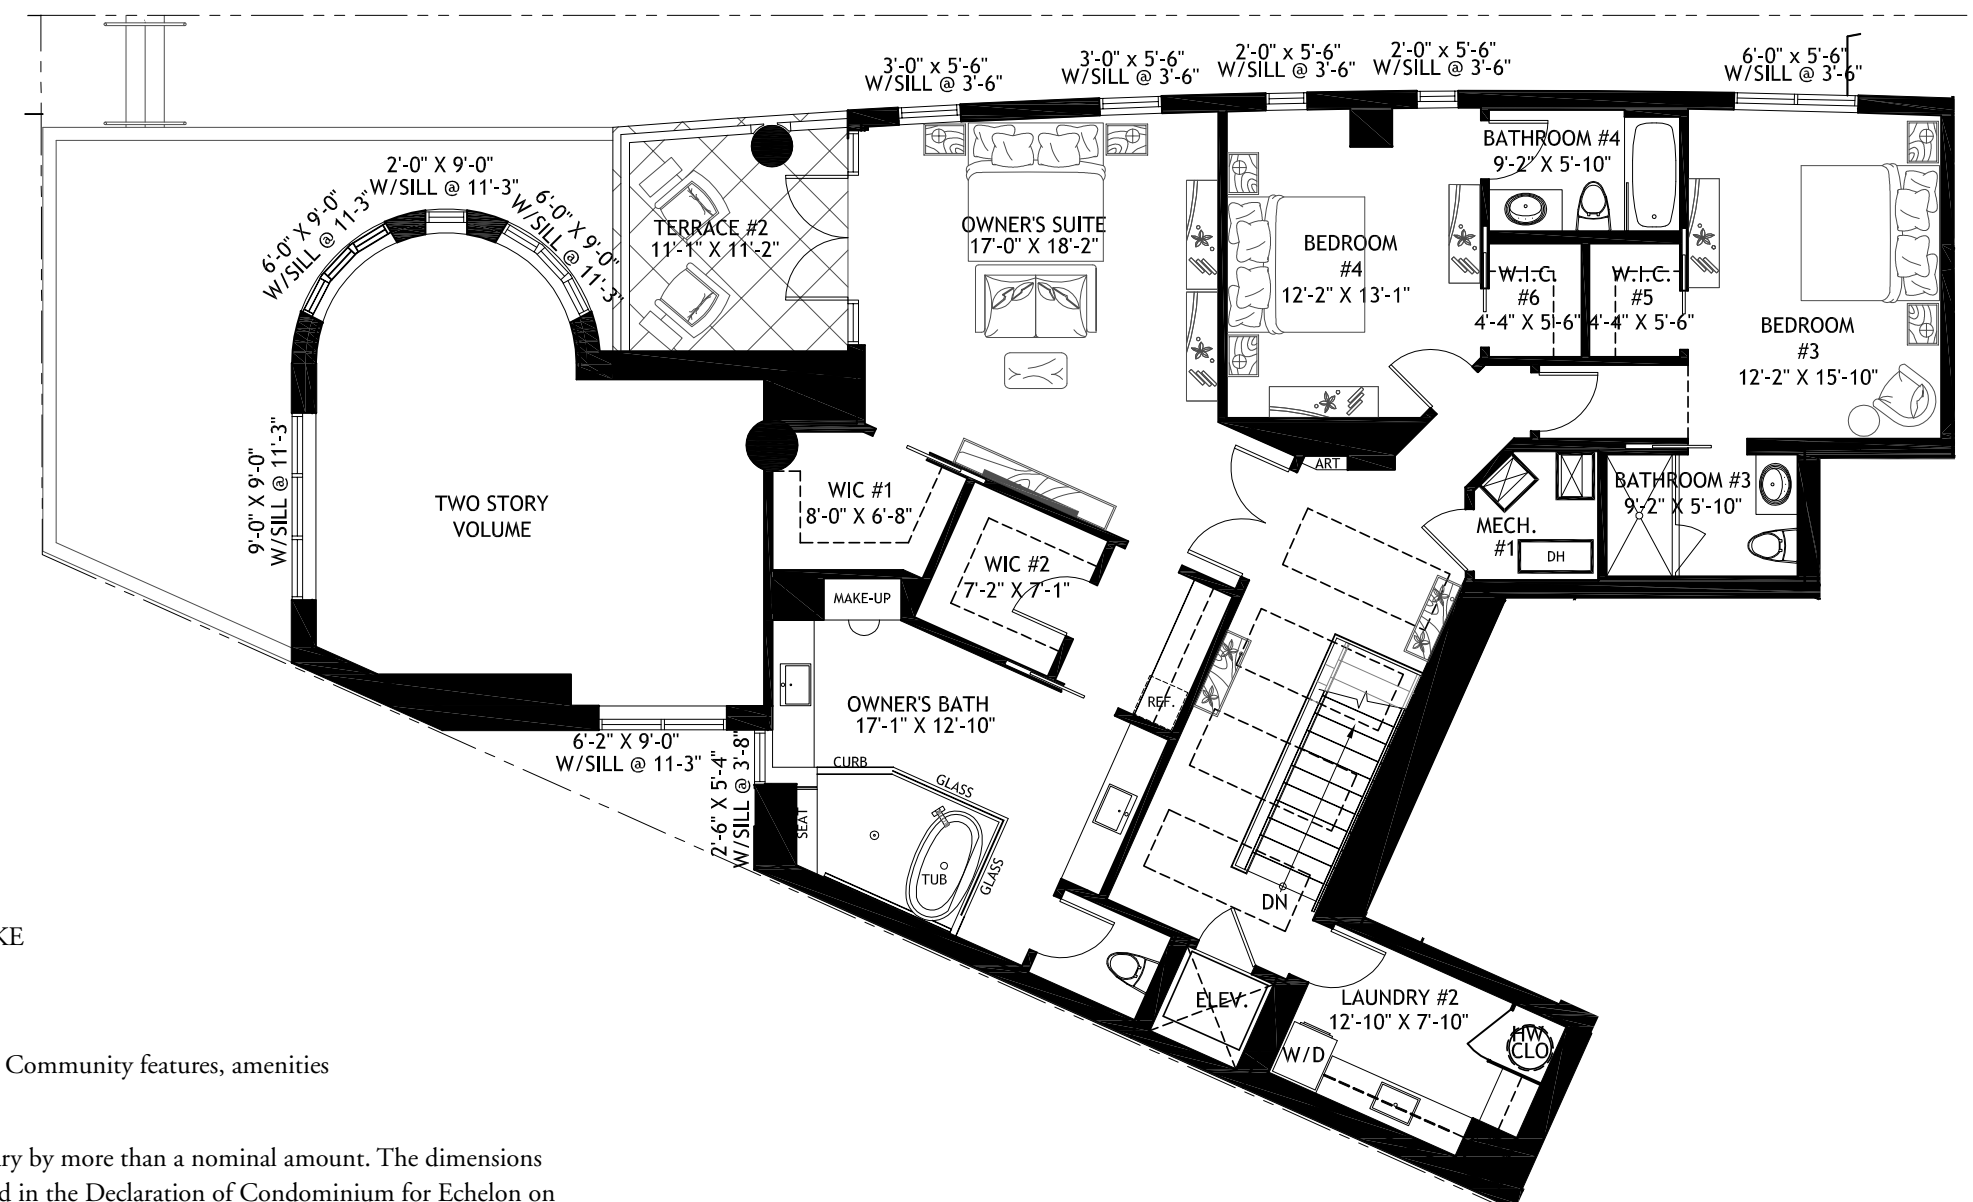 3'-0" x 5'-6"
W/SILL @ 3'-6"
3'-0" x 5'-6"
W/SILL @ 3'-6"
2'-0" x 5'-6"
W/SILL @ 3'-6"
2'-0" x 5'-6"
W/SILL @ 3'-6"
6'-0" x 5'-6"
W/SILL @ 3'-6"
2'-0" X 9'-0"
W/SILL @ 11'-3"
6'-0" X 9'-0"
W/SILL @ 11'-3"
6'-0" X 9'-0"
W/SILL @ 11'-3"
TERRACE #2
11'-1" X 11'-2"
OWNER'S SUITE
17'-0" X 18'-2"
BEDROOM
#4
12'-2" X 13'-1"
BATHROOM #4
9'-2" X 5'-10"
W.I.C.
#6
4'-4" X 5'-6"
W.I.C.
#5
4'-4" X 5'-6"
BEDROOM
#3
12'-2" X 15'-10"
9'-0" X 9'-0"
W/SILL @ 11'-3"
TWO STORY
VOLUME
WIC #1
8'-0" X 6'-8"
ART
BATHROOM #3
9'-2" X 5'-10"
MECH.
#1
DH
WIC #2
7'-2" X 7'-1"
MAKE-UP
REF.
OWNER'S BATH
17'-1" X 12'-10"
6'-2" X 9'-0"
W/SILL @ 11-3"
2'-6" X 5'-4"
W/SILL @ 3'-8"
CURB
GLASS
SEAT
TUB
GLASS
DN
ELEV.
LAUNDRY #2
12'-10" X 7'-10"
W/D
HW
CLO
KE
Community features, amenities
ry by more than a nominal amount. The dimensions
d in the Declaration of Condominium for Echelon on